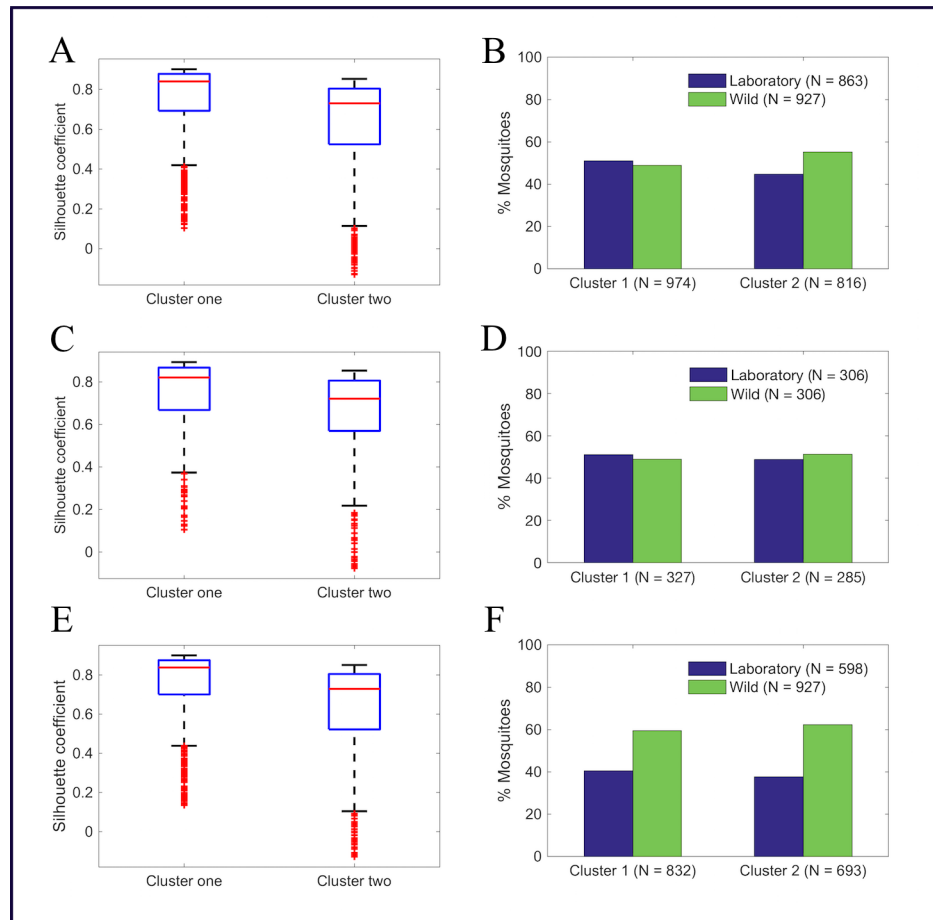 A
Silhouette coefficient
0.8
0.6
0.4
0.2
0
Cluster one Cluster two
B
% Mosquitoes
100
80
60
40
20
0
Laboratory (N = 863)
Wild (N = 927)
Cluster 1 (N = 974) Cluster 2 (N = 816)
C
Silhouette coefficient
0.8
0.6
0.4
0.2
0
Cluster one Cluster two
D
% Mosquitoes
100
80
60
40
20
0
Laboratory (N = 306)
Wild (N = 306)
Cluster 1 (N = 327) Cluster 2 (N = 285)
E
Silhouette coefficient
0.8
0.6
0.4
0.2
0
Cluster one Cluster two
F
% Mosquitoes
100
80
60
40
20
0
Laboratory (N = 598)
Wild (N = 927)
Cluster 1 (N = 832) Cluster 2 (N = 693)